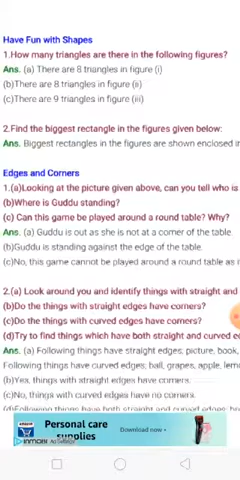 Have Fun with Shapes
1.How many triangles are there in the following figures?
Ans. (a) There are 8 triangles in figure (i)
(b)There are 8 triangles in figure (ii)
(c)There are 9 triangles in figure (iii)
2.Find the biggest rectangle in the figures given below:
Ans. Biggest rectangles in the figures are shown enclosed i
Edges and Corners
1.(a)Looking at the picture given above, can you tell who is
(b)Where is Guddu standing?
(c) Can this game be played around a round table? Why?
Ans. (a) Guddu is out as she is not at a corner of the table.
(b)Guddu is standing against the edge of the table.
(c)No, this game cannot be played around a round table as
2.(a) Look around you and identify things with straight and
(b)Do the things with straight edges have corners?
(c)Do the things with curved edges have corners?
(d)Try to find things which have both straight and curved e
Ans. (a) Following things have straight edges; picture, book,
Following things have curved edges; ball, grapes, apple, lem
(b)Yes, things with straight edges have corners.
(c)No, things with curved edges have no corners.
(d)Following things have both straight and curved edges;
Personal care
supplies
Download now
INMOBI